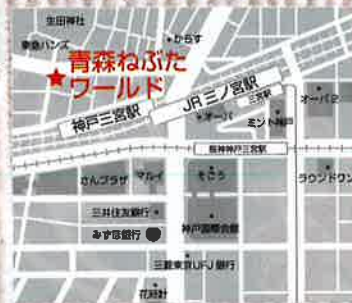 生田神社
東急ハンズ
からす
青森ねぶた
ワールド
JR 三ノ宮駅
神戸三宮駅
三宮駅
オーパ2
オーパ
ミント神戸
阪神神戸三宮駅
さんプラザ
マルイ
そごう
ラウンドワン
三井住友銀行
みずほ銀行
神戸国際会館
三菱東京UFJ銀行
花時計